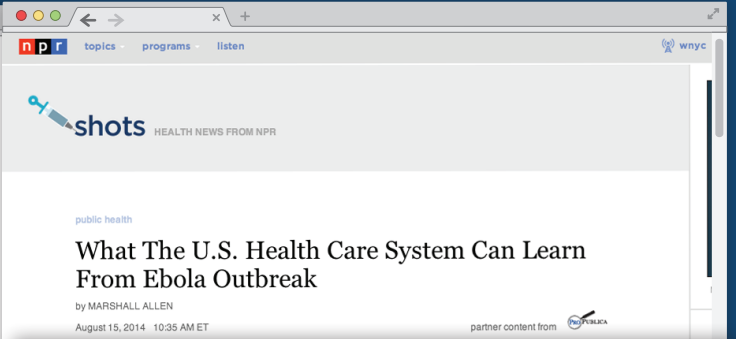 npr topics programs listen wnyc
shots HEALTH NEWS FROM NPR
public health
What The U.S. Health Care System Can Learn
From Ebola Outbreak
by MARSHALL ALLEN
August 15, 2014 10:35 AM ET partner content from PROPUBLICA